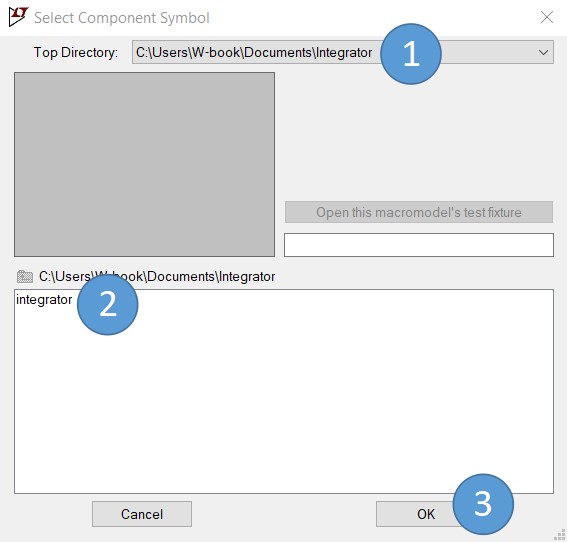 Select Component Symbol
Top Directory: C:\Users\W-book\Documents\Integrator 1
Open this macromodel's test fixture
C:\Users\W-book\Documents\Integrator
integrator 2
Cancel OK 3